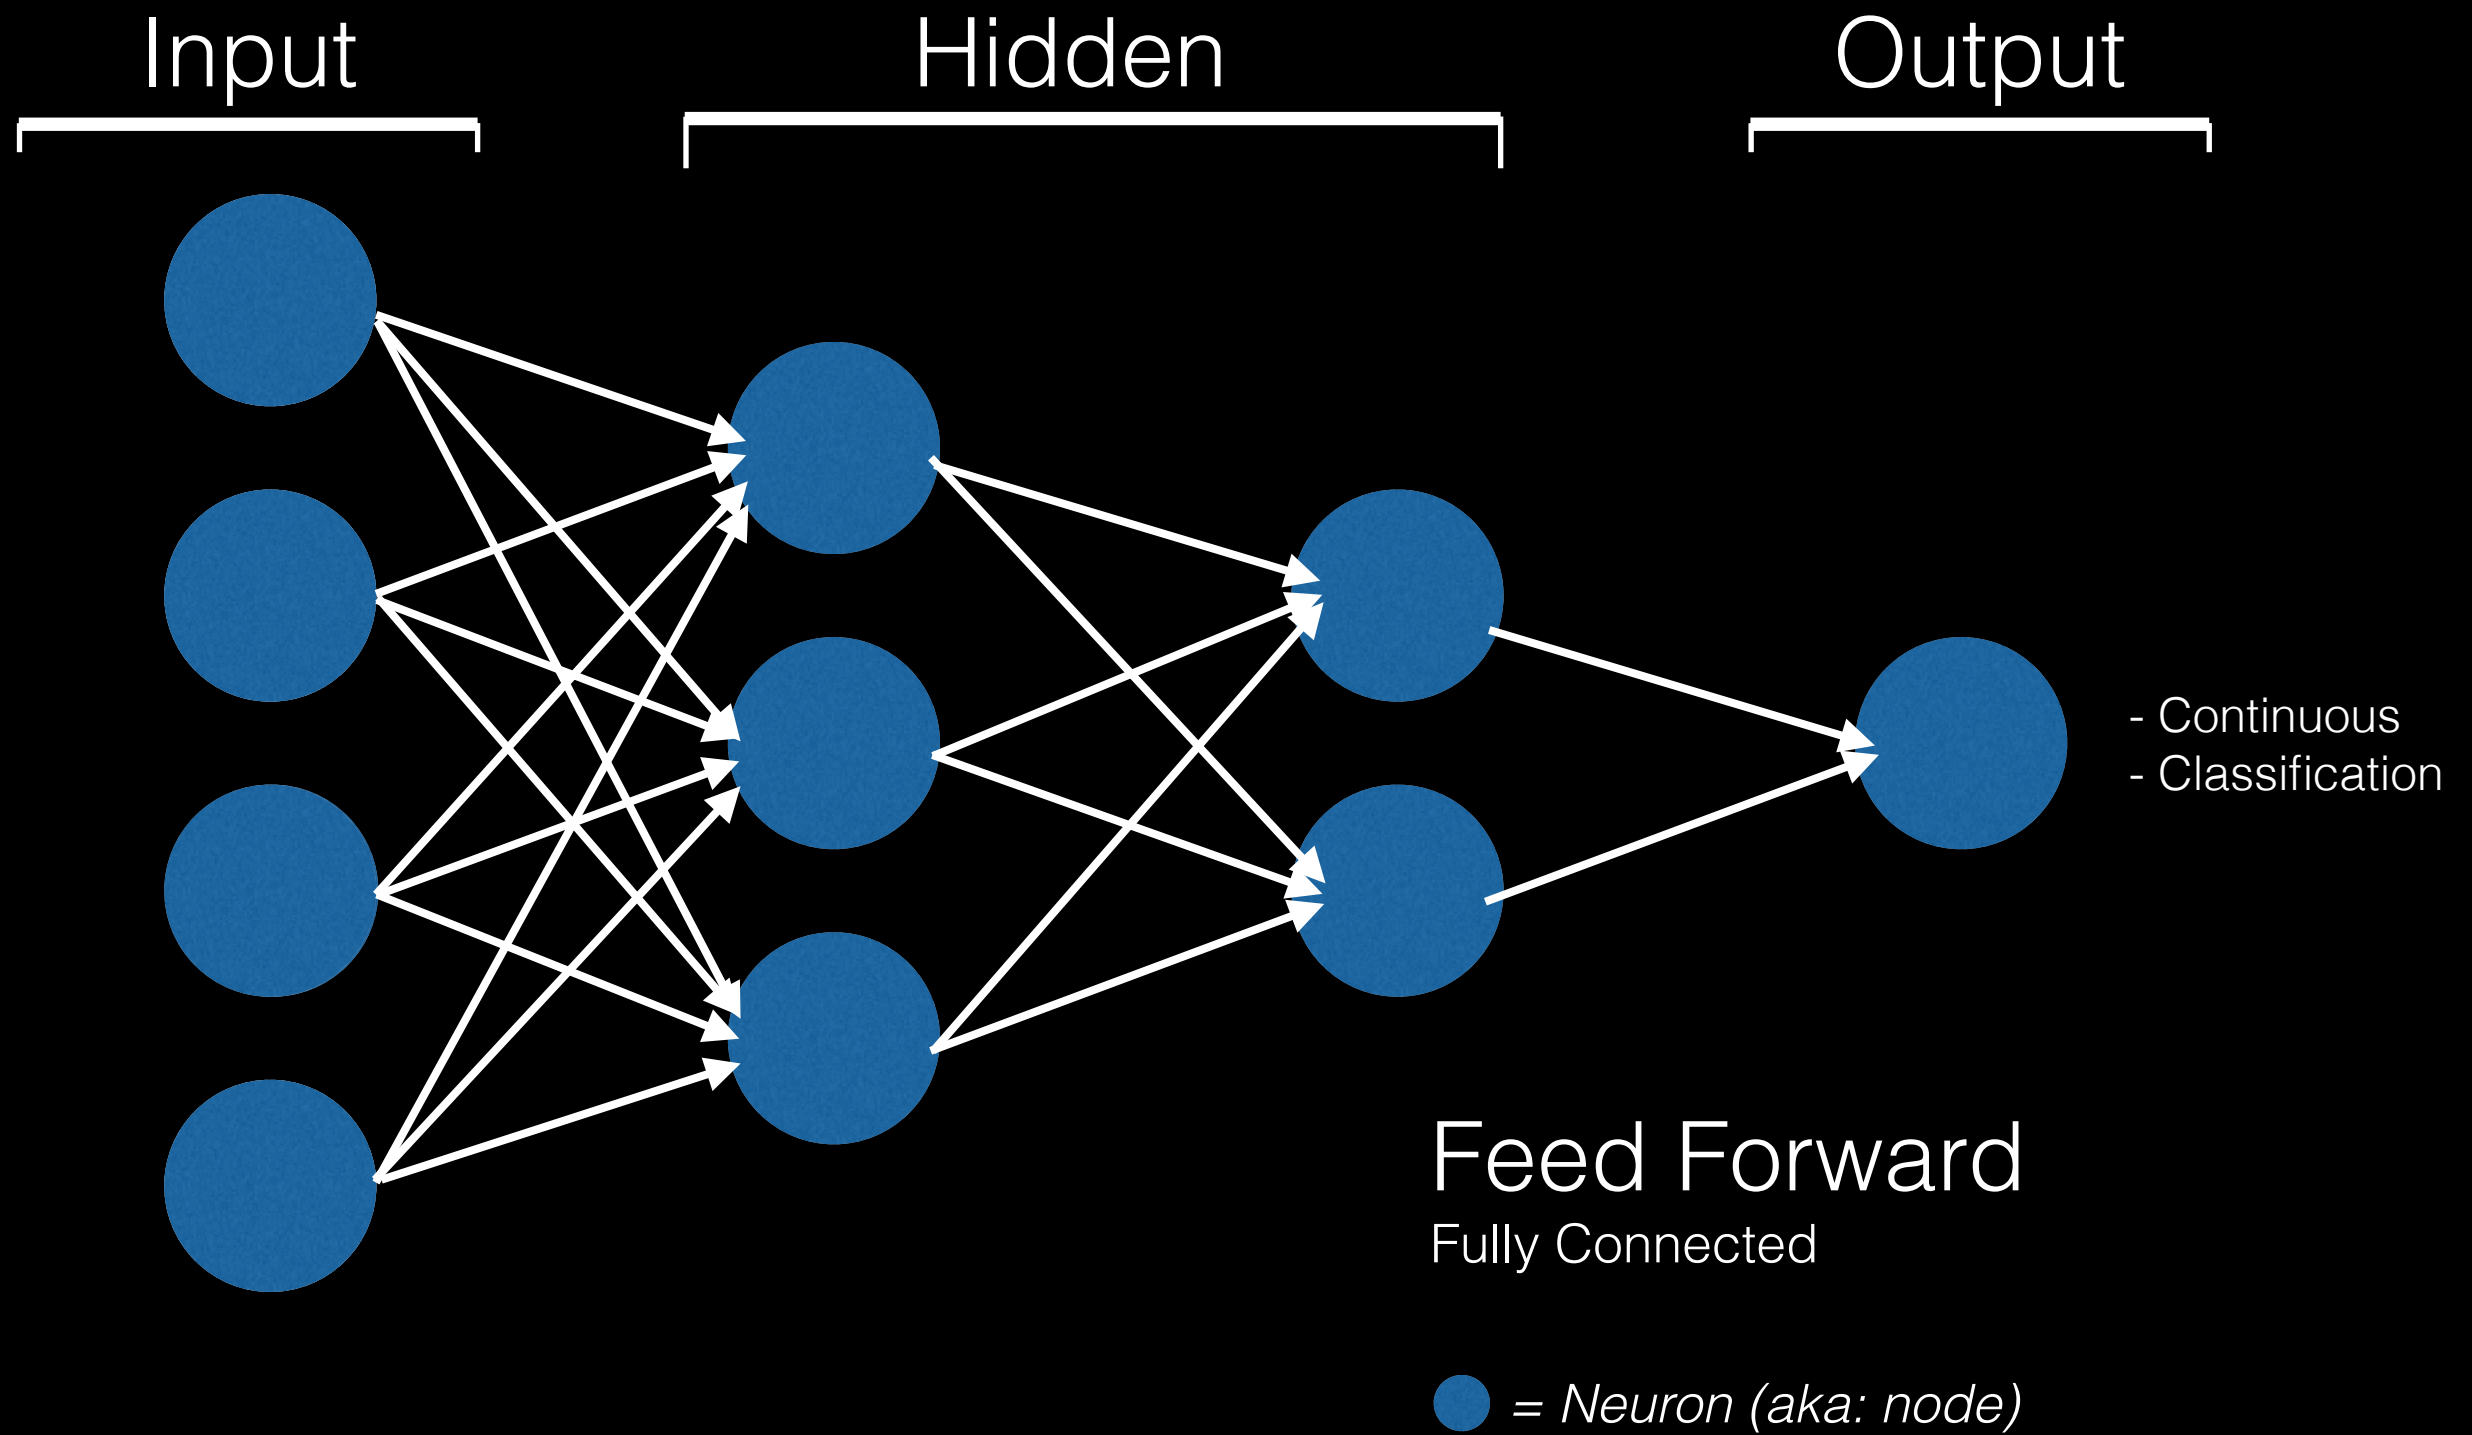 Input
Hidden
Output
- Continuous
- Classification
Feed Forward
Fully Connected
= Neuron (aka: node)